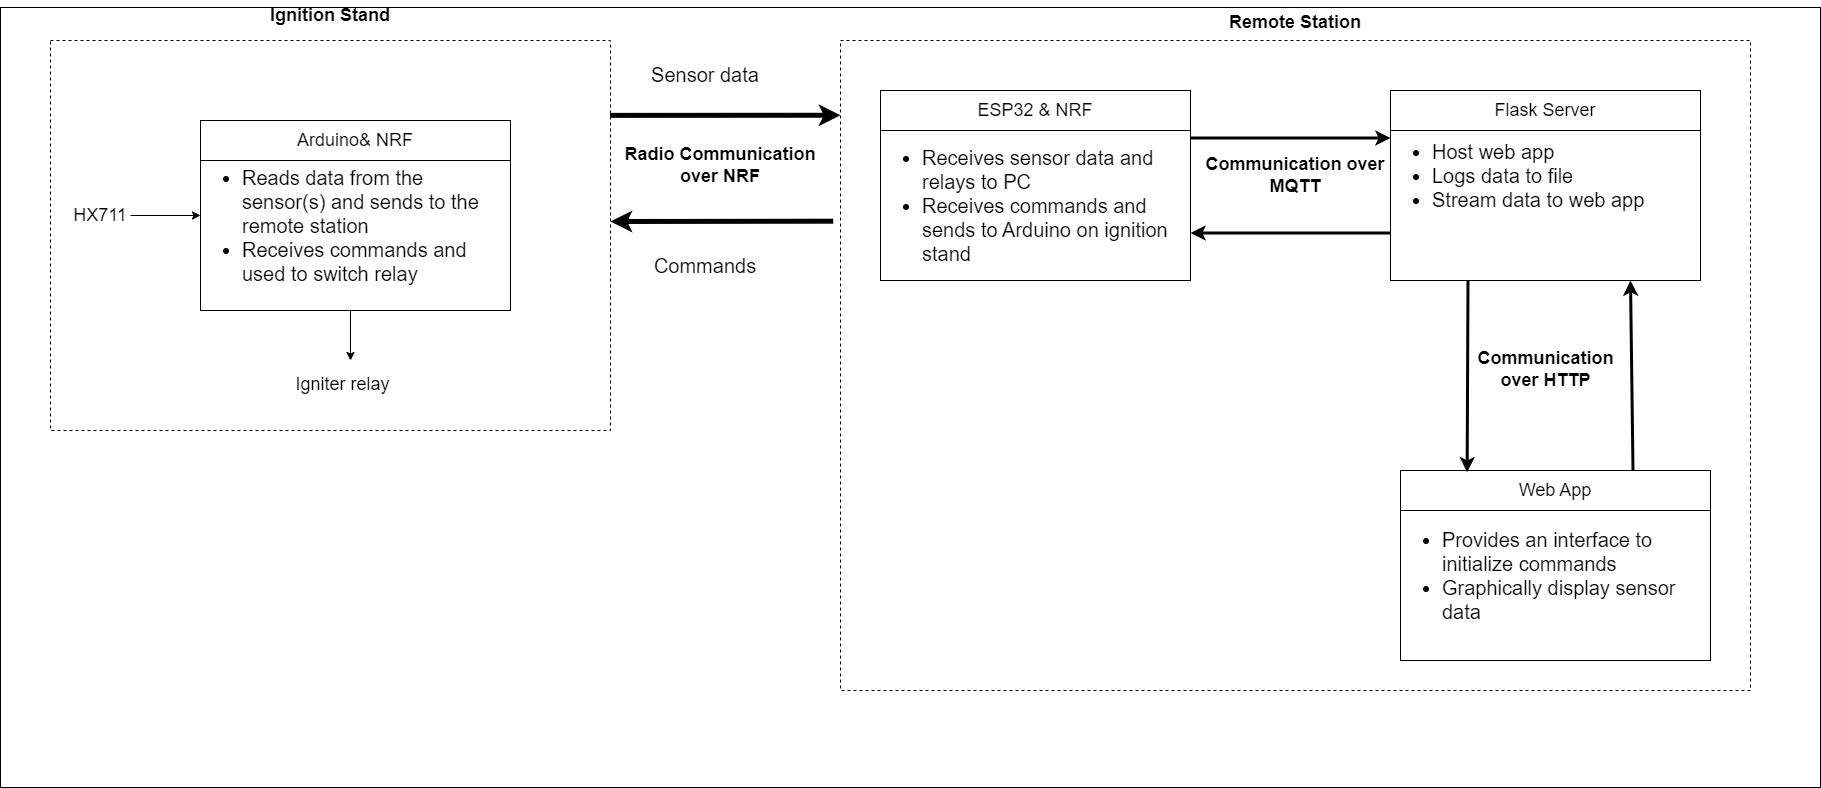 Ignition Stand
Remote Station
Sensor data
Radio Communication
over NRF
Commands
Arduino& NRF
• Reads data from the
sensor(s) and sends to the
remote station
• Receives commands and
used to switch relay
HX711
Igniter relay
ESP32 & NRF
• Receives sensor data and
relays to PC
• Receives commands and
sends to Arduino on ignition
stand
Communication over
MQTT
Flask Server
• Host web app
• Logs data to file
• Stream data to web app
Communication
over HTTP
Web App
• Provides an interface to
initialize commands
• Graphically display sensor
data